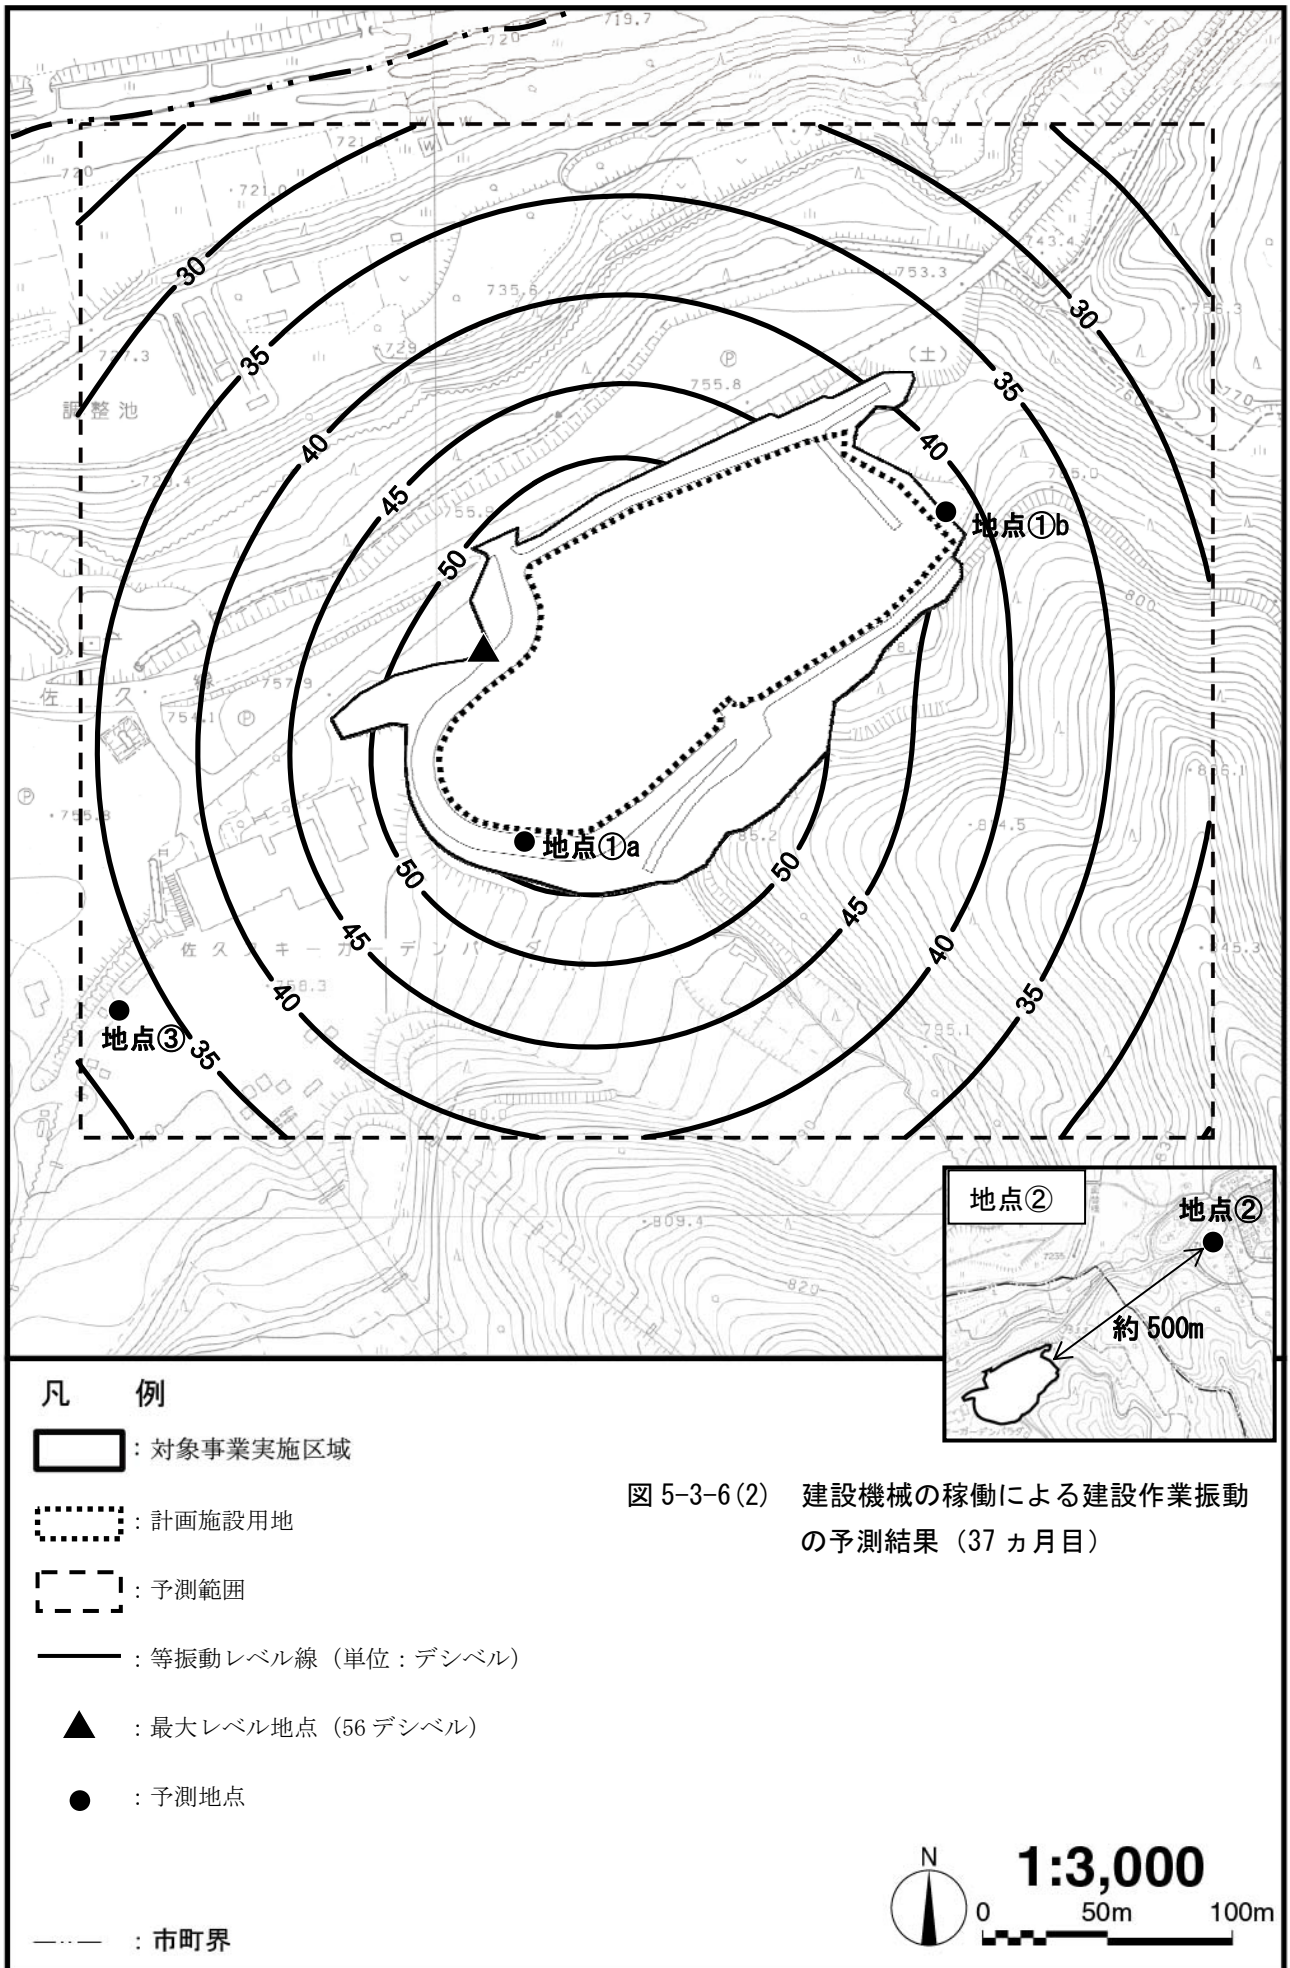 719.7
720
720
721.0
30
35
40
45
50
735.6
729
753.3
743.4
30
35
40
(土)
755.8
770
調整池
地点①b
800
佐久
757.9
754.1
755.3
地点①a
50
45
40
35
50
45
40
35
佐久スキーガーデンパラダ
758.3
795.1
地点③
780.0
809.4
820
地点②
地点②
約500m
凡 例
：対象事業実施区域
：計画施設用地
：予測範囲
：等振動レベル線（単位：デシベル）
：最大レベル地点（56 デシベル）
：予測地点
：市町界
図 5-3-6(2) 建設機械の稼働による建設作業振動
の予測結果（37 ヵ月目）
N
1:3,000
0 50m 100m